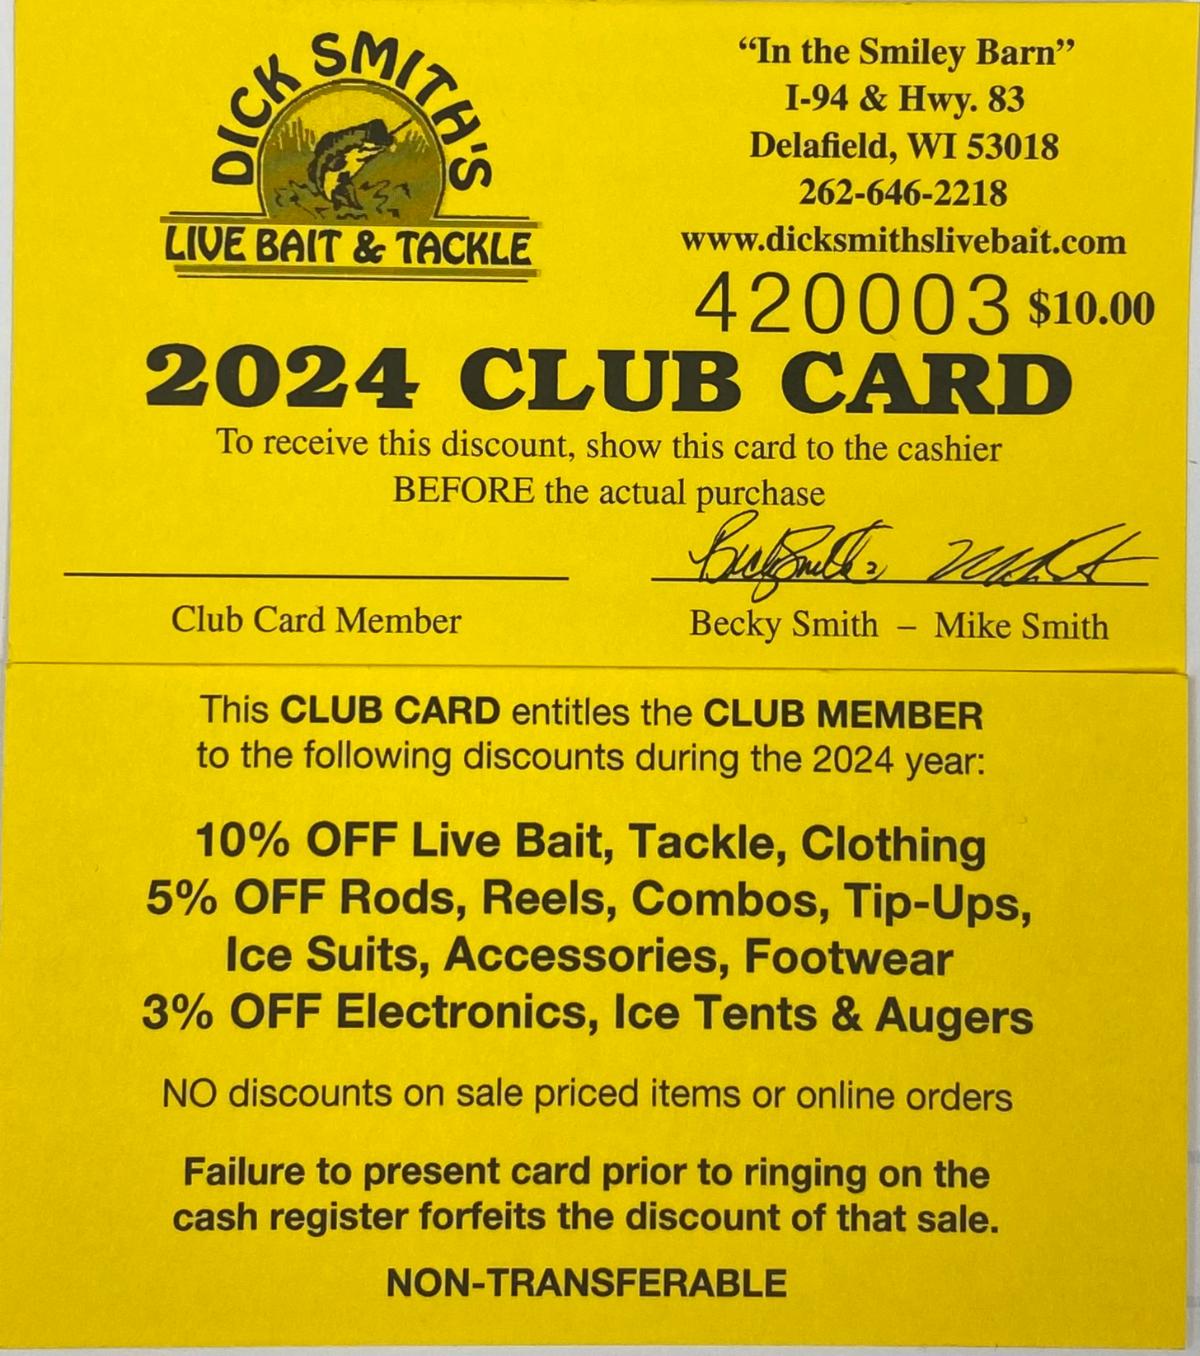 DICK SMITH'S
LIVE BAIT & TACKLE
“In the Smiley Barn”
I-94 & Hwy. 83
Delafield, WI 53018
262-646-2218
www.dicksmithslivebait.com
420003 $10.00
2024 CLUB CARD
To receive this discount, show this card to the cashier
BEFORE the actual purchase
Club Card Member
Becky Smith – Mike Smith
This CLUB CARD entitles the CLUB MEMBER
to the following discounts during the 2024 year:
10% OFF Live Bait, Tackle, Clothing
5% OFF Rods, Reels, Combos, Tip-Ups,
Ice Suits, Accessories, Footwear
3% OFF Electronics, Ice Tents & Augers
NO discounts on sale priced items or online orders
Failure to present card prior to ringing on the
cash register forfeits the discount of that sale.
NON-TRANSFERABLE